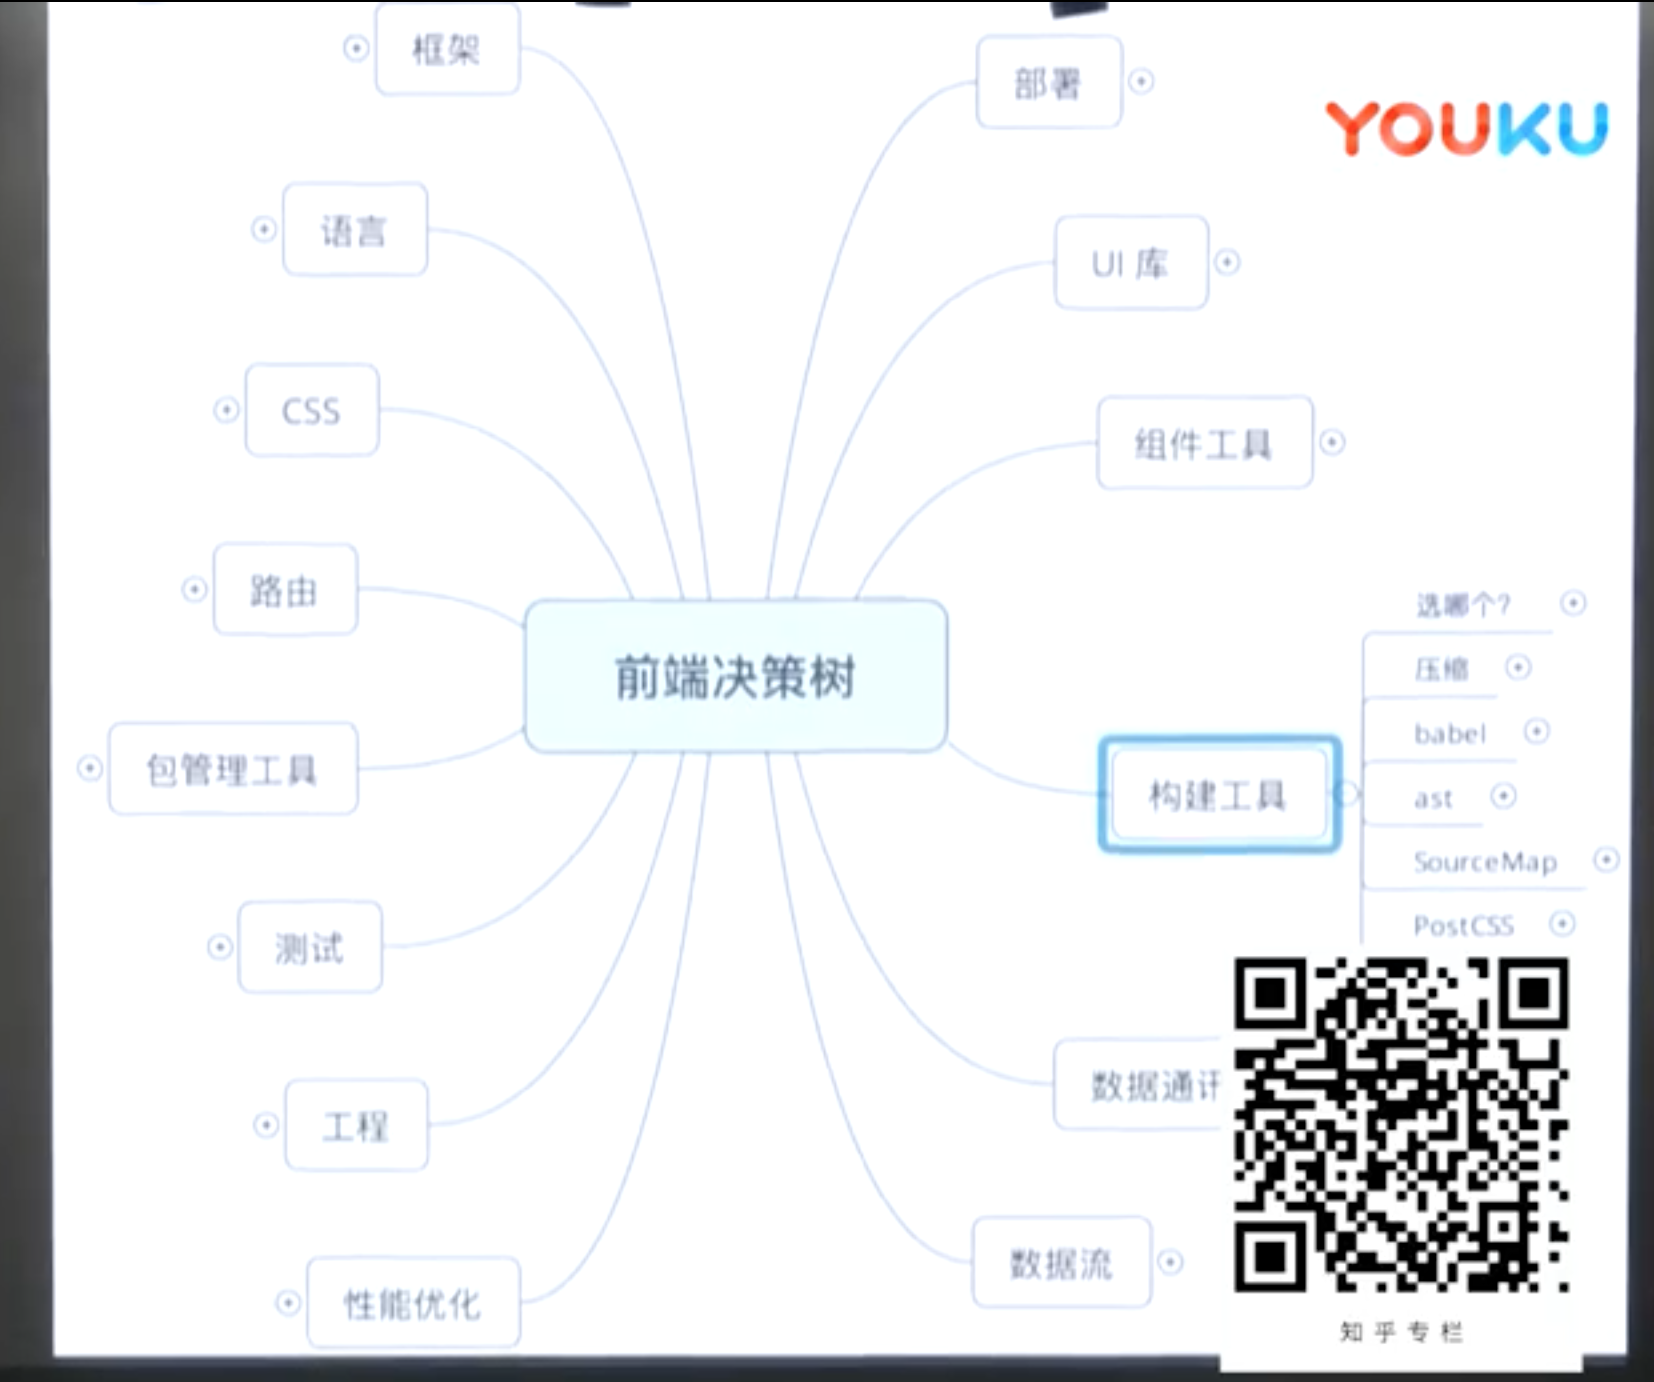 框架
部署
YOUKU
语言
UI 库
CSS
组件工具
路由
前端决策树
选哪个?
压缩
babel
包管理工具
构建工具
ast
SourceMap
PostCSS
测试
数据通讯
工程
数据流
性能优化
知乎专栏